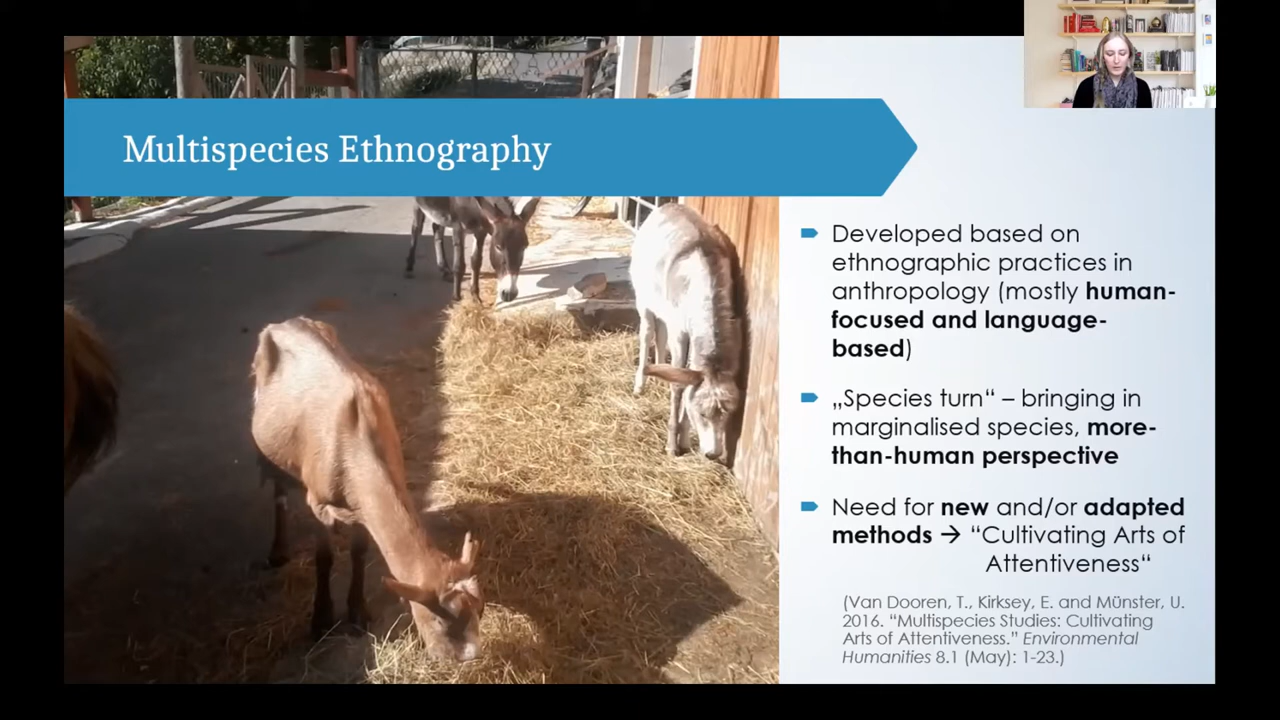 Multispecies Ethnography
Developed based on
ethnographic practices in
anthropology (mostly human-
focused and language-
based)
„Species turn“ – bringing in
marginalised species, more-
than-human perspective
Need for new and/or adapted
methods → “Cultivating Arts of
Attentiveness“
(Van Dooren, T., Kirksey, E. and Münster, U.
2016. “Multispecies Studies: Cultivating
Arts of Attentiveness.” Environmental
Humanities 8.1 (May): 1-23.)